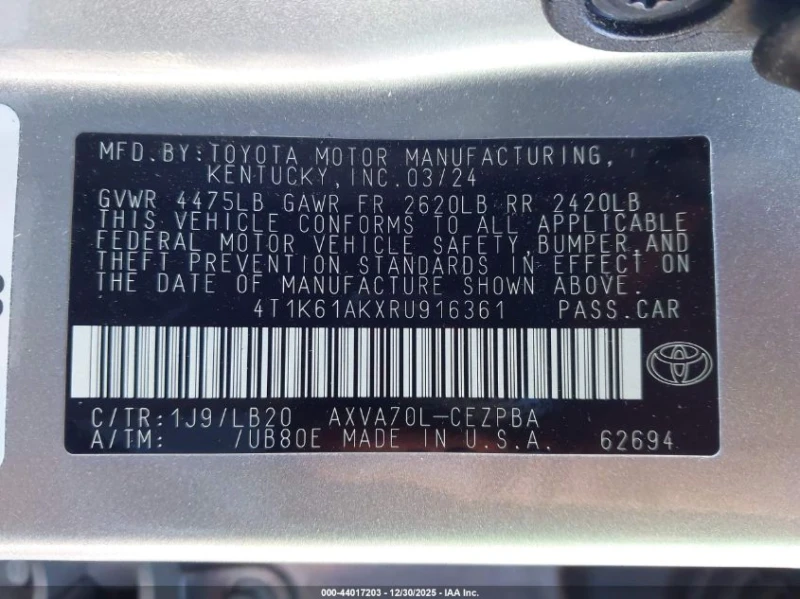 MFD.BY:TOYOTA MOTOR MANUFACTURING,
KENTUCKY,INC.03/24
GVWR 4475LB GAWR FR 2620LB RR 2420LB
THIS VEHICLE CONFORMS TO ALL APPLICABLE
FEDERAL MOTOR VEHICLE SAFETY,BUMPER,AND
THEFT PREVENTION STANDARDS IN EFFECT ON
THE DATE OF MANUFACTURE SHOWN ABOVE.
4T1K61AKXRU916361 PASS.CAR
C/TR:1J9/LB20 AXVA70L-CEZPBA
A/TM: /UB80E MADE IN U.S.A. 62694
000-44017203 - 12/30/2025 - IAA Inc.